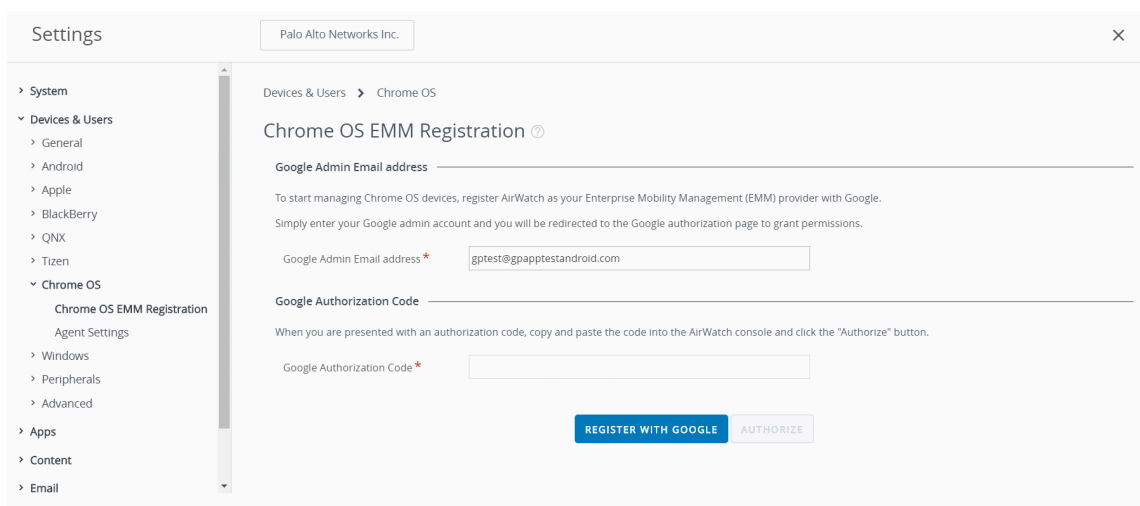 Settings
Palo Alto Networks Inc.
System
Devices & Users
General
Android
Apple
BlackBerry
QNX
Tizen
Chrome OS
Chrome OS EMM Registration
Agent Settings
Windows
Peripherals
Advanced
Apps
Content
Email
Devices & Users > Chrome OS
Chrome OS EMM Registration ?
Google Admin Email address
To start managing Chrome OS devices, register AirWatch as your Enterprise Mobility Management (EMM) provider with Google.
Simply enter your Google admin account and you will be redirected to the Google authorization page to grant permissions.
Google Admin Email address * gptest@gpapptestandroid.com
Google Authorization Code
When you are presented with an authorization code, copy and paste the code into the AirWatch console and click the "Authorize" button.
Google Authorization Code *
REGISTER WITH GOOGLE AUTHORIZE